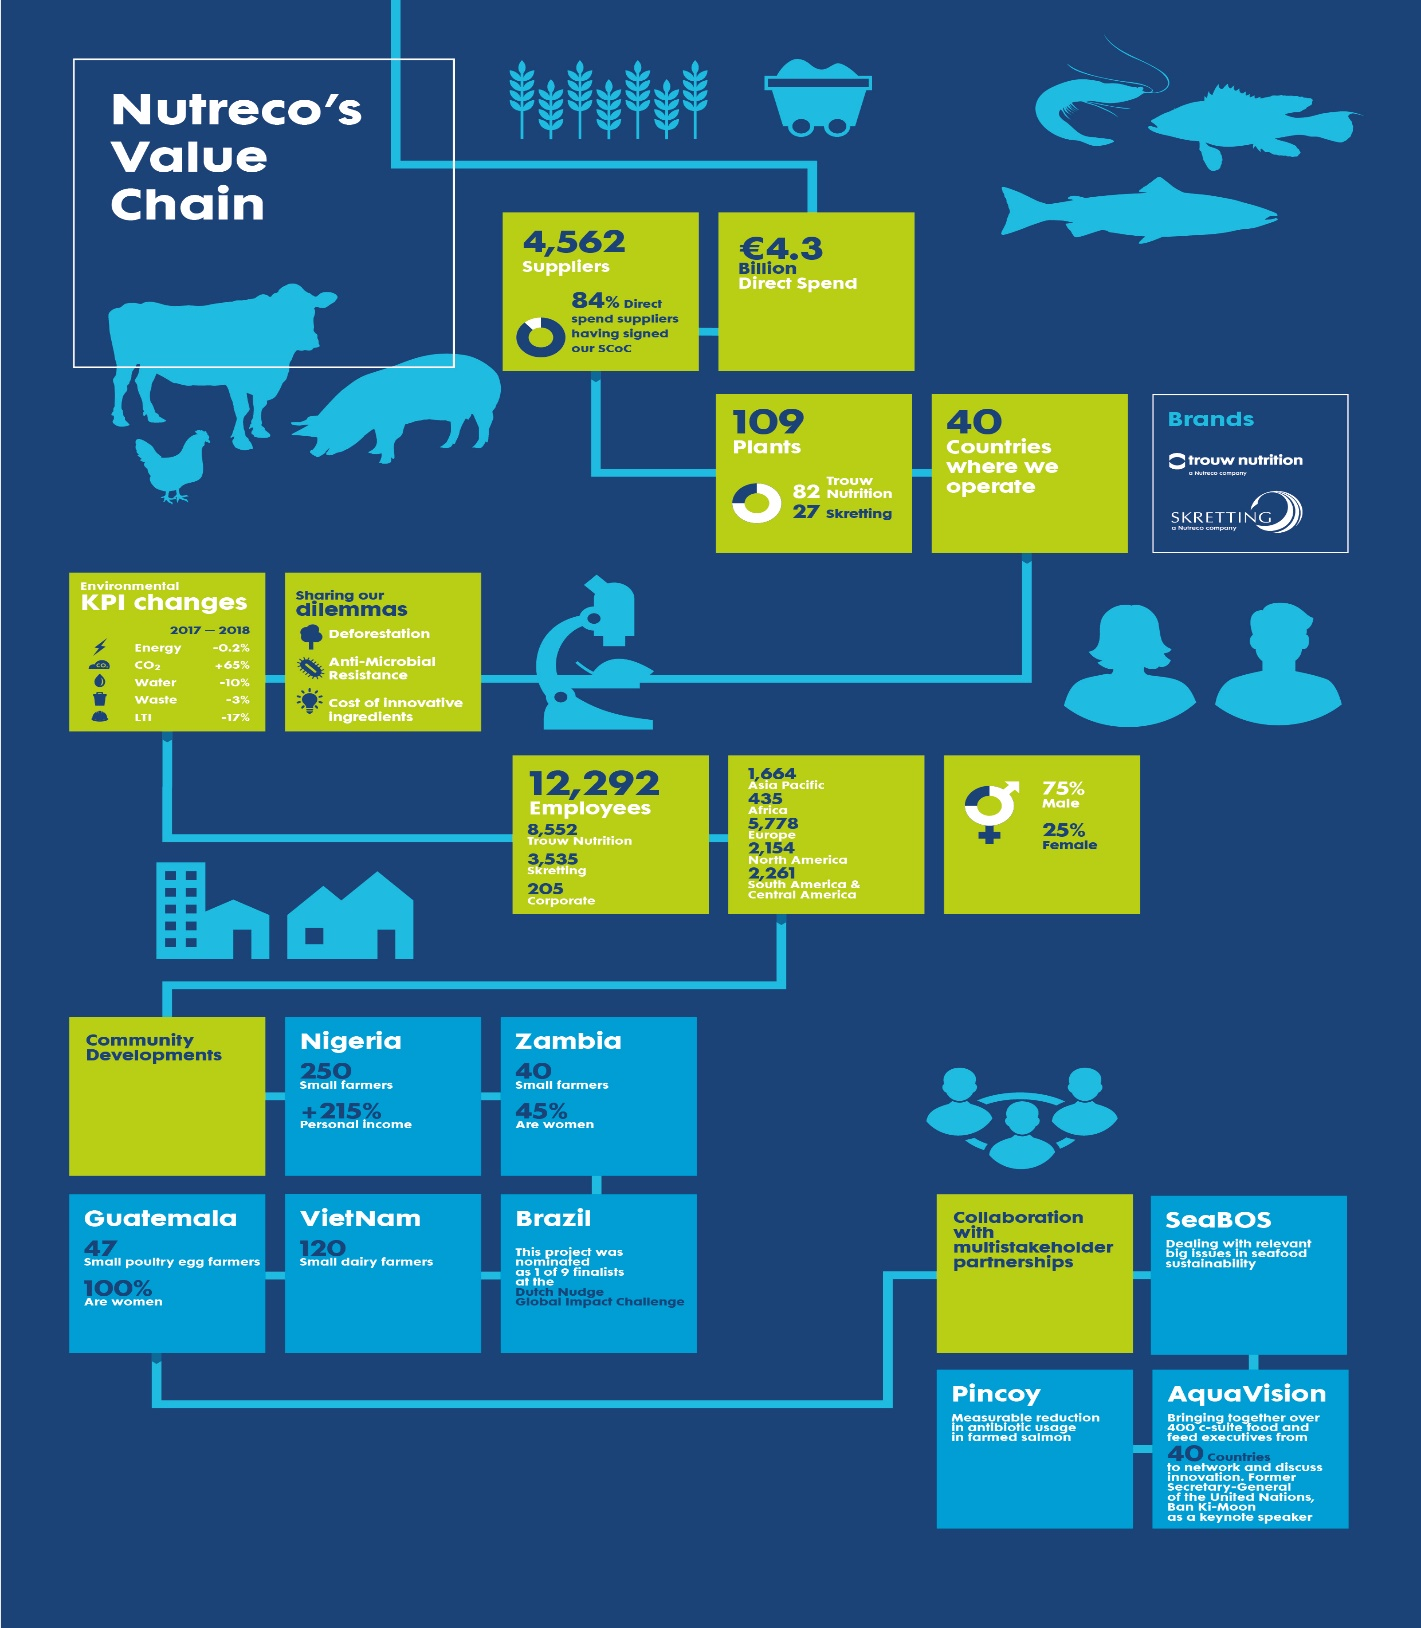 Nutreco's
Value
Chain
4,562
Suppliers
84% Direct
spend suppliers
having signed
our SCoC
€4.3
Billion
Direct Spend
109
Plants
82 Trouw
Nutrition
27 Skretting
40
Countries
where we
operate
Brands
trouw nutrition
a Nutreco company
SKRETTING
a Nutreco company
Environmental
KPI changes
2017 – 2018
Energy -0.2%
CO₂ CO₂ +65%
Water -10%
Waste -3%
LTI -17%
Sharing our
dilemmas
Deforestation
Anti-Microbial
Resistance
Cost of innovative
ingredients
12,292
Employees
8,552
Trouw Nutrition
3,535
Skretting
205
Corporate
1,664
Asia Pacific
435
Africa
5,778
Europe
2,154
North America
2,261
South America &
Central America
75%
Male
25%
Female
Community
Developments
Nigeria
250
Small farmers
+215%
Personal income
Zambia
40
Small farmers
45%
Are women
Guatemala
47
Small poultry egg farmers
100%
Are women
VietNam
120
Small dairy farmers
Brazil
This project was
nominated
as 1 of 9 finalists
at the
Dutch Nudge
Global Impact Challenge
Collaboration
with
multistakeholder
partnerships
SeaBOS
Dealing with relevant
big issues in seafood
sustainability
Pincoy
Measurable reduction
in antibiotic usage
in farmed salmon
AquaVision
Bringing together over
400 c-suite food and
feed executives from
40 Countries
to network and discuss
innovation. Former
Secretary-General
of the United Nations,
Ban Ki-Moon
as a keynote speaker